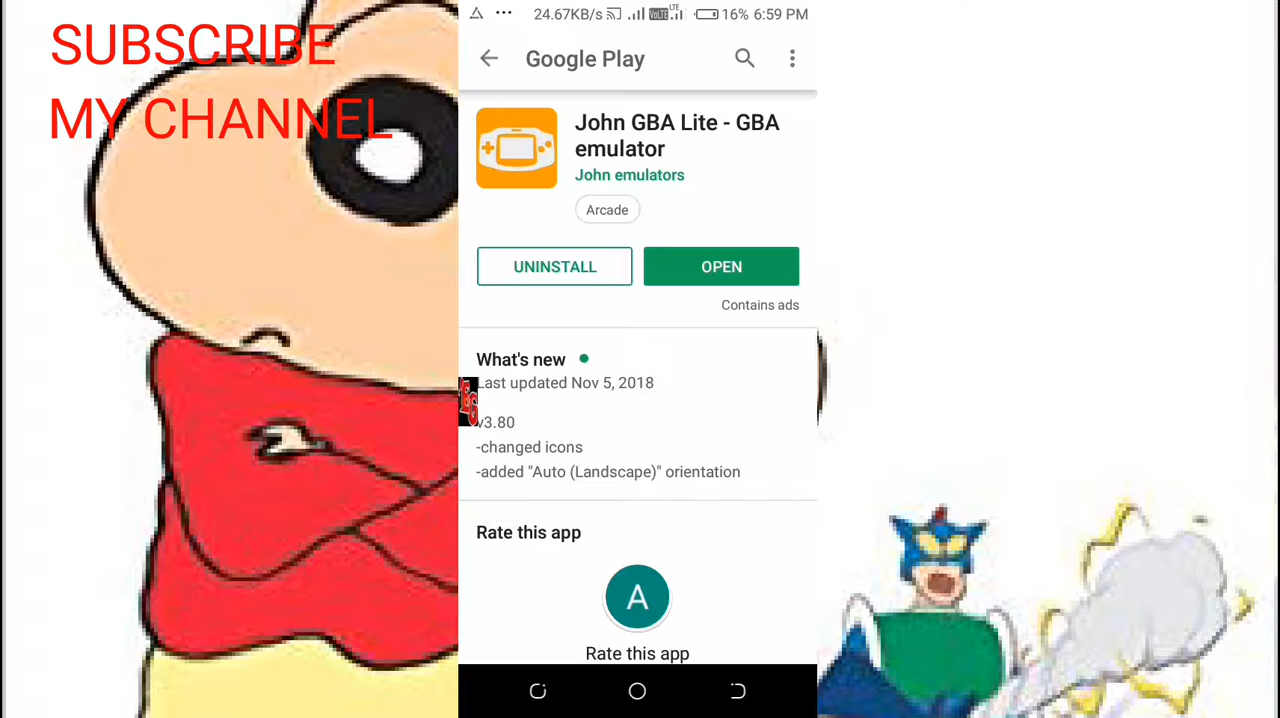 SUBSCRIBE
MY CHANNEL
24.67KB/s VOLTE LTE 16% 6:59 PM
Google Play
John GBA Lite - GBA
emulator
John emulators
Arcade
UNINSTALL
OPEN
Contains ads
What's new
Last updated Nov 5, 2018
v3.80
-changed icons
-added "Auto (Landscape)" orientation
Rate this app
A
Rate this app